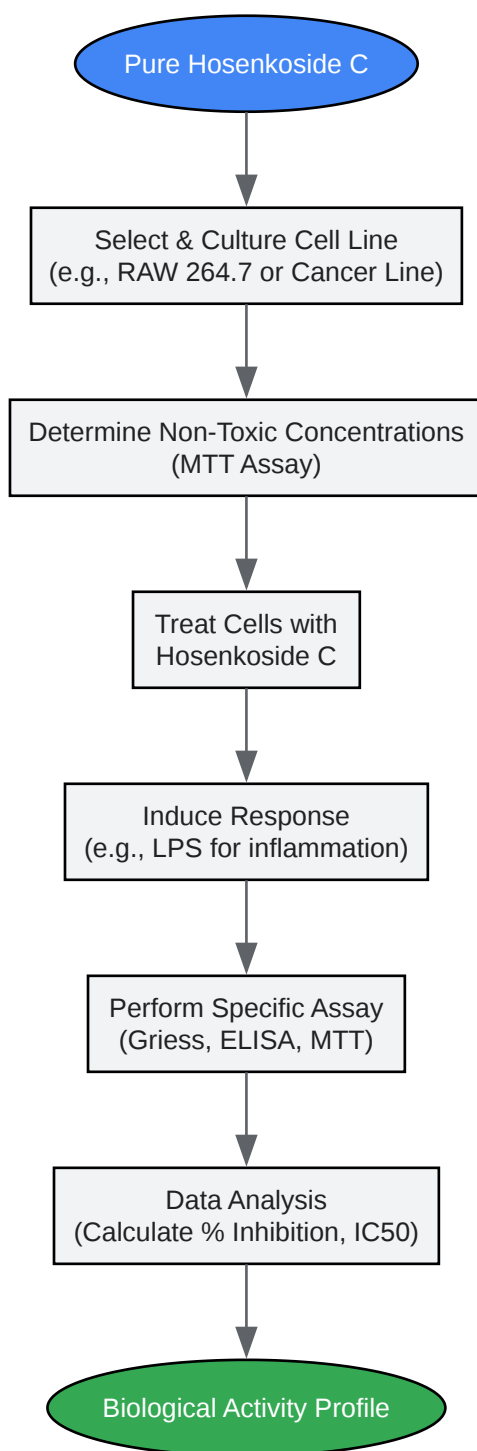 Pure Hosenkoside C
Select & Culture Cell Line
(e.g., RAW 264.7 or Cancer Line)
Determine Non-Toxic Concentrations
(MTT Assay)
Treat Cells with
Hosenkoside C
Induce Response
(e.g., LPS for inflammation)
Perform Specific Assay
(Griess, ELISA, MTT)
Data Analysis
(Calculate % Inhibition, IC50)
Biological Activity Profile